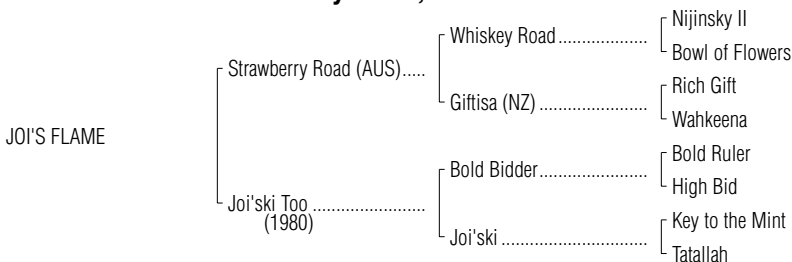 Nijinsky II
Whiskey Road....................
Bowl of Flowers
Strawberry Road (AUS).....
Rich Gift
Giftisa (NZ) .......................
Wahkeena
JOI'S FLAME
Bold Ruler
Bold Bidder.......................
High Bid
Joi'ski Too ........................
(1980)
Key to the Mint
Joi'ski ...............................
Tatallah